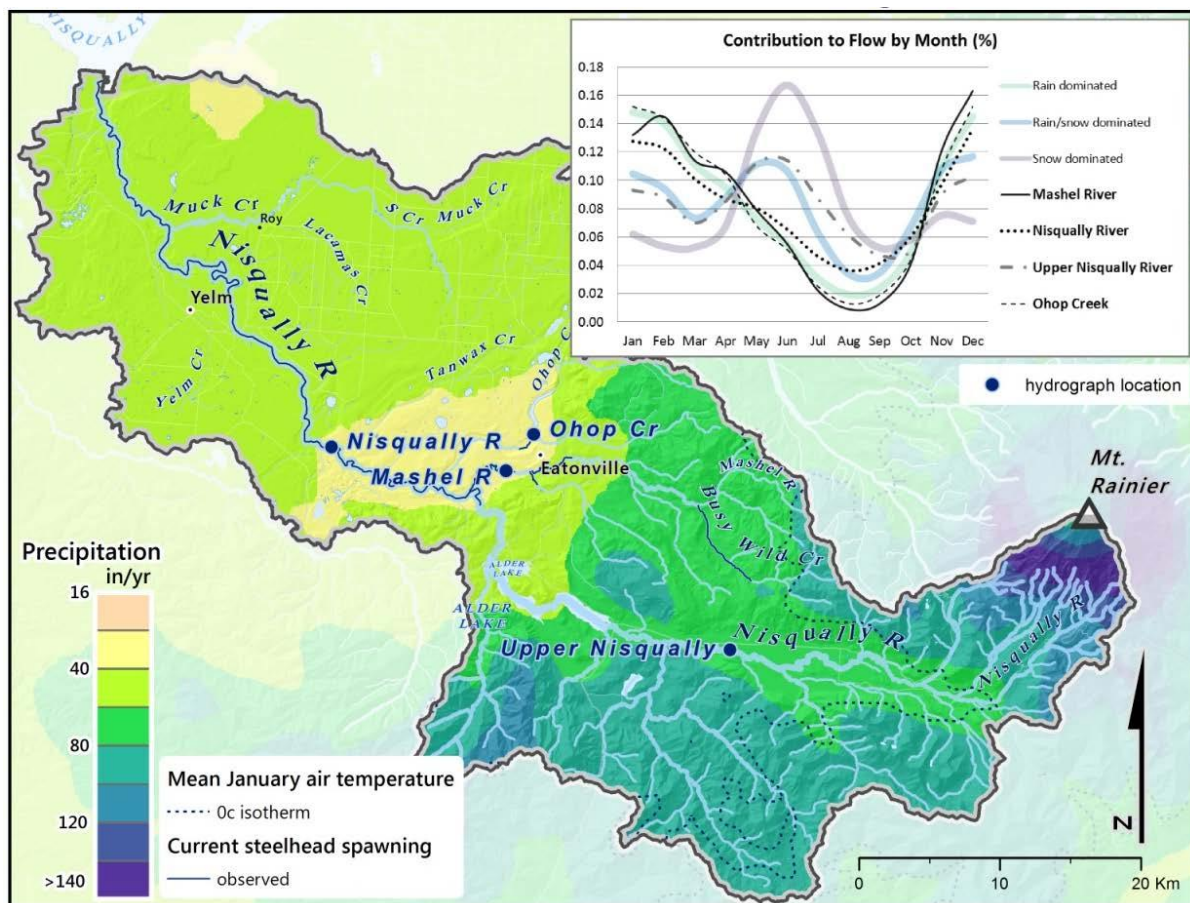 NISQUALLY
Contribution to Flow by Month (%)
0.18
0.16
0.14
0.12
0.10
0.08
0.06
0.04
0.02
0.00
Jan Feb Mar Apr May Jun Jul Aug Sep Oct Nov Dec
Rain dominated
Rain/snow dominated
Snow dominated
Mashel River
Nisqually River
Upper Nisqually River
Ohop Creek
hydrograph location
Muck Cr
Roy
Lacamas Cr
S Cr
Muck Cr
Nisqually R
Yelm
Yelm Cr
Tanwax Cr
Ohop C
Nisqually R
Ohop Cr
Mashel R
Eatonville
Mashel R
Busy Wild Cr
Mt.
Rainier
ALDER
LAKE
ALDER
LAKE
Upper Nisqually
Nisqually R
Nisqually R
Precipitation
in/yr
16
40
80
120
>140
Mean January air temperature
0c isotherm
Current steelhead spawning
observed
N
0 10 20 Km